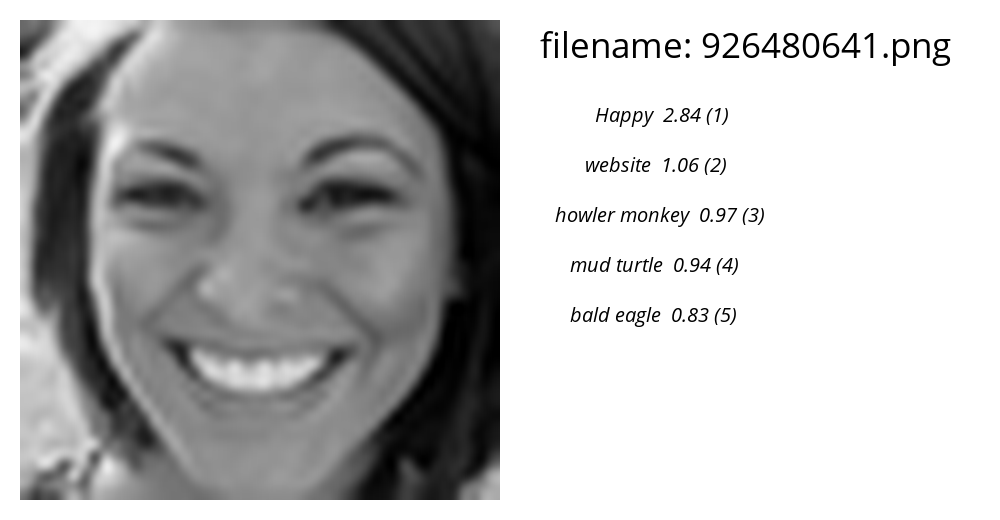 filename: 926480641.png
Happy 2.84 (1)
website 1.06 (2)
howler monkey 0.97 (3)
mud turtle 0.94 (4)
bald eagle 0.83 (5)